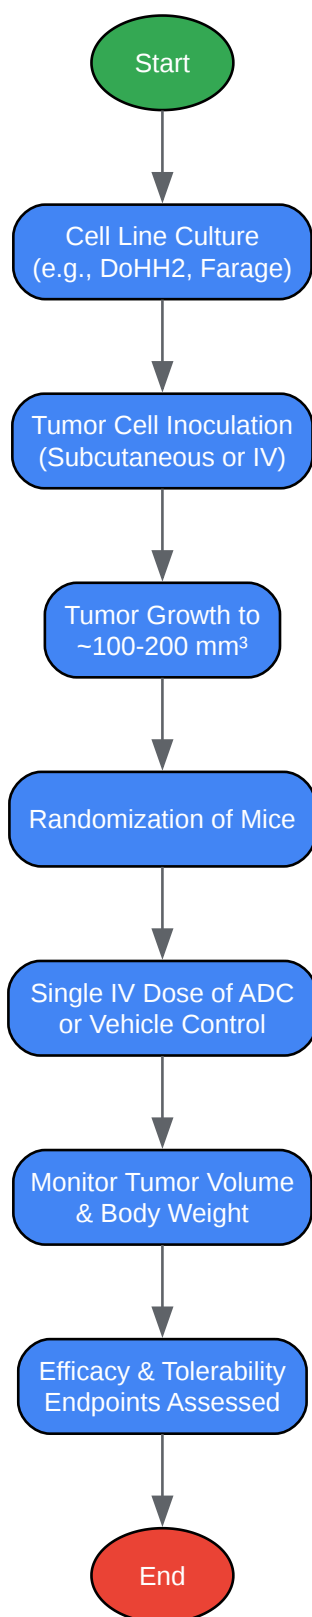 Start
Cell Line Culture
(e.g., DoHH2, Farage)
Tumor Cell Inoculation
(Subcutaneous or IV)
Tumor Growth to
~100-200 mm³
Randomization of Mice
Single IV Dose of ADC
or Vehicle Control
Monitor Tumor Volume
& Body Weight
Efficacy & Tolerability
Endpoints Assessed
End